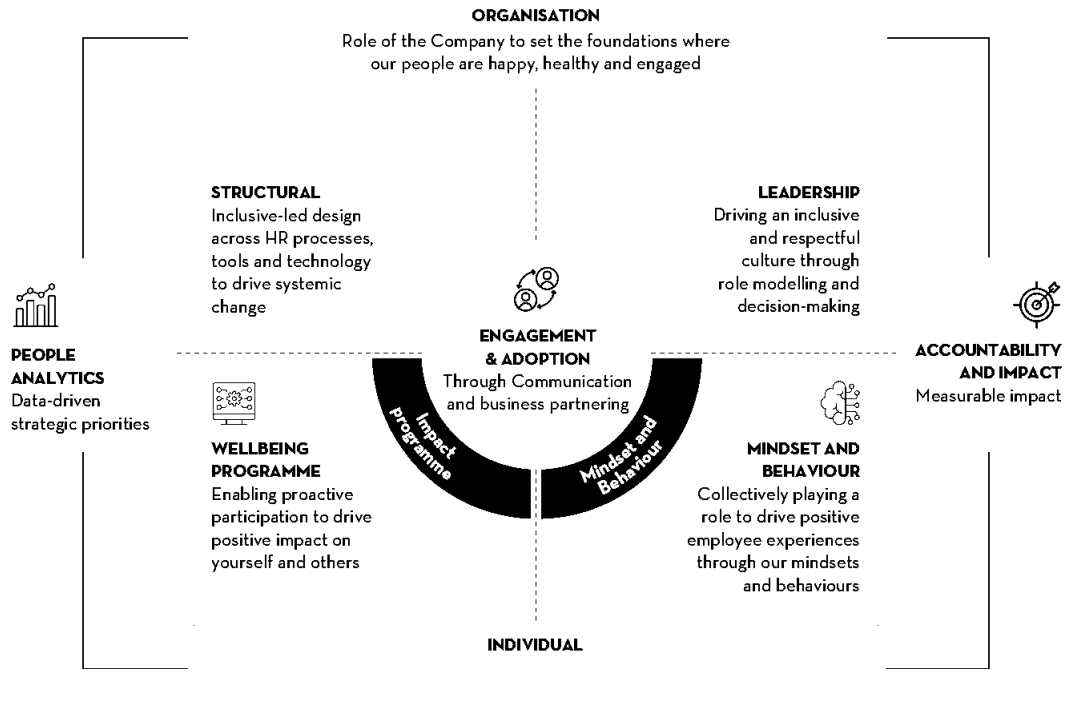 ORGANISATION
Role of the Company to set the foundations where
our people are happy, healthy and engaged
STRUCTURAL
Inclusive-led design
across HR processes,
tools and technology
to drive systemic
change
LEADERSHIP
Driving an inclusive
and respectful
culture through
role modelling and
decision-making
PEOPLE
ANALYTICS
Data-driven
strategic priorities
ENGAGEMENT
& ADOPTION
Through Communication
and business partnering
ACCOUNTABILITY
AND IMPACT
Measurable impact
Impact
programme
Mindset and
Behaviour
WELLBEING
PROGRAMME
Enabling proactive
participation to drive
positive impact on
yourself and others
MINDSET AND
BEHAVIOUR
Collectively playing a
role to drive positive
employee experiences
through our mindsets
and behaviours
INDIVIDUAL